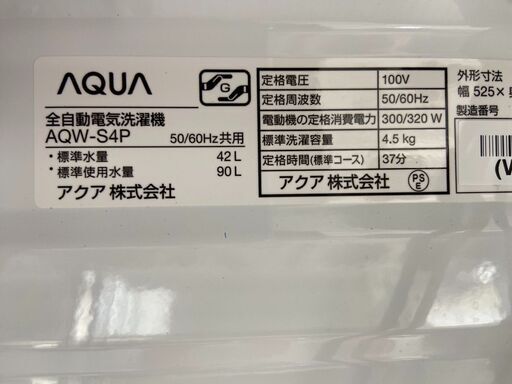 AQUA
G
全自動電気洗濯機
AQW-S4P 50/60Hz共用
・標準水量 42 L
・標準使用水量 90 L
アクア 株式会社
定格電圧 100V
定格周波数 50/60Hz
電動機の定格消費電力 300/320 W
標準洗濯容量 4.5 kg
定格時間(標準コース) 37分
アクア 株式会社 PSE
外形寸法
幅 525×
製造番号